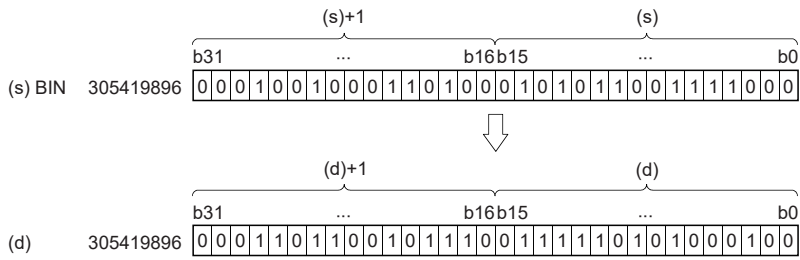 (s)+1 (s)
b31 ... b16 b15 ... b0
(s) BIN 305419896 0 0 0 1 0 0 1 0 0 0 1 1 0 1 0 0 0 1 0 1 0 1 1 0 0 1 1 1 1 0 0 0
(d)+1 (d)
b31 ... b16 b15 ... b0
(d) 305419896 0 0 0 1 1 0 1 1 0 0 1 0 1 1 1 0 0 1 1 1 1 1 0 1 0 1 0 0 0 1 0 0